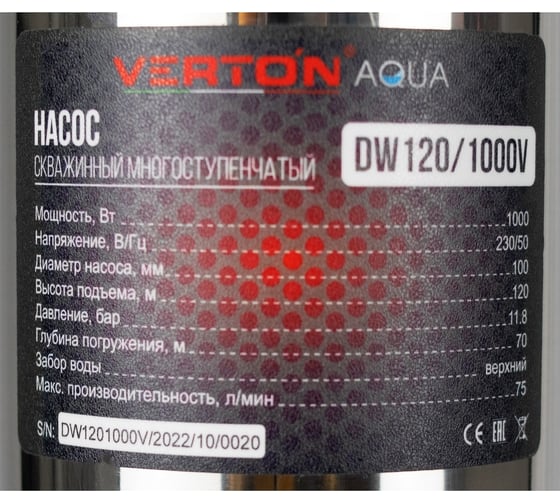 VERTON® AQUA
НАСОС
СКВАЖИННЫЙ МНОГОСТУПЕНЧАТЫЙ
DW120/1000V
Мощность, Вт 1000
Напряжение, В/Гц 230/50
Диаметр насоса, мм 100
Высота подъема, м 120
Давление, бар 11.8
Глубина погружения, м 70
Забор воды верхний
Макс. производительность, л/мин 75
S/N: DW1201000V/2022/10/0020
CE EAC